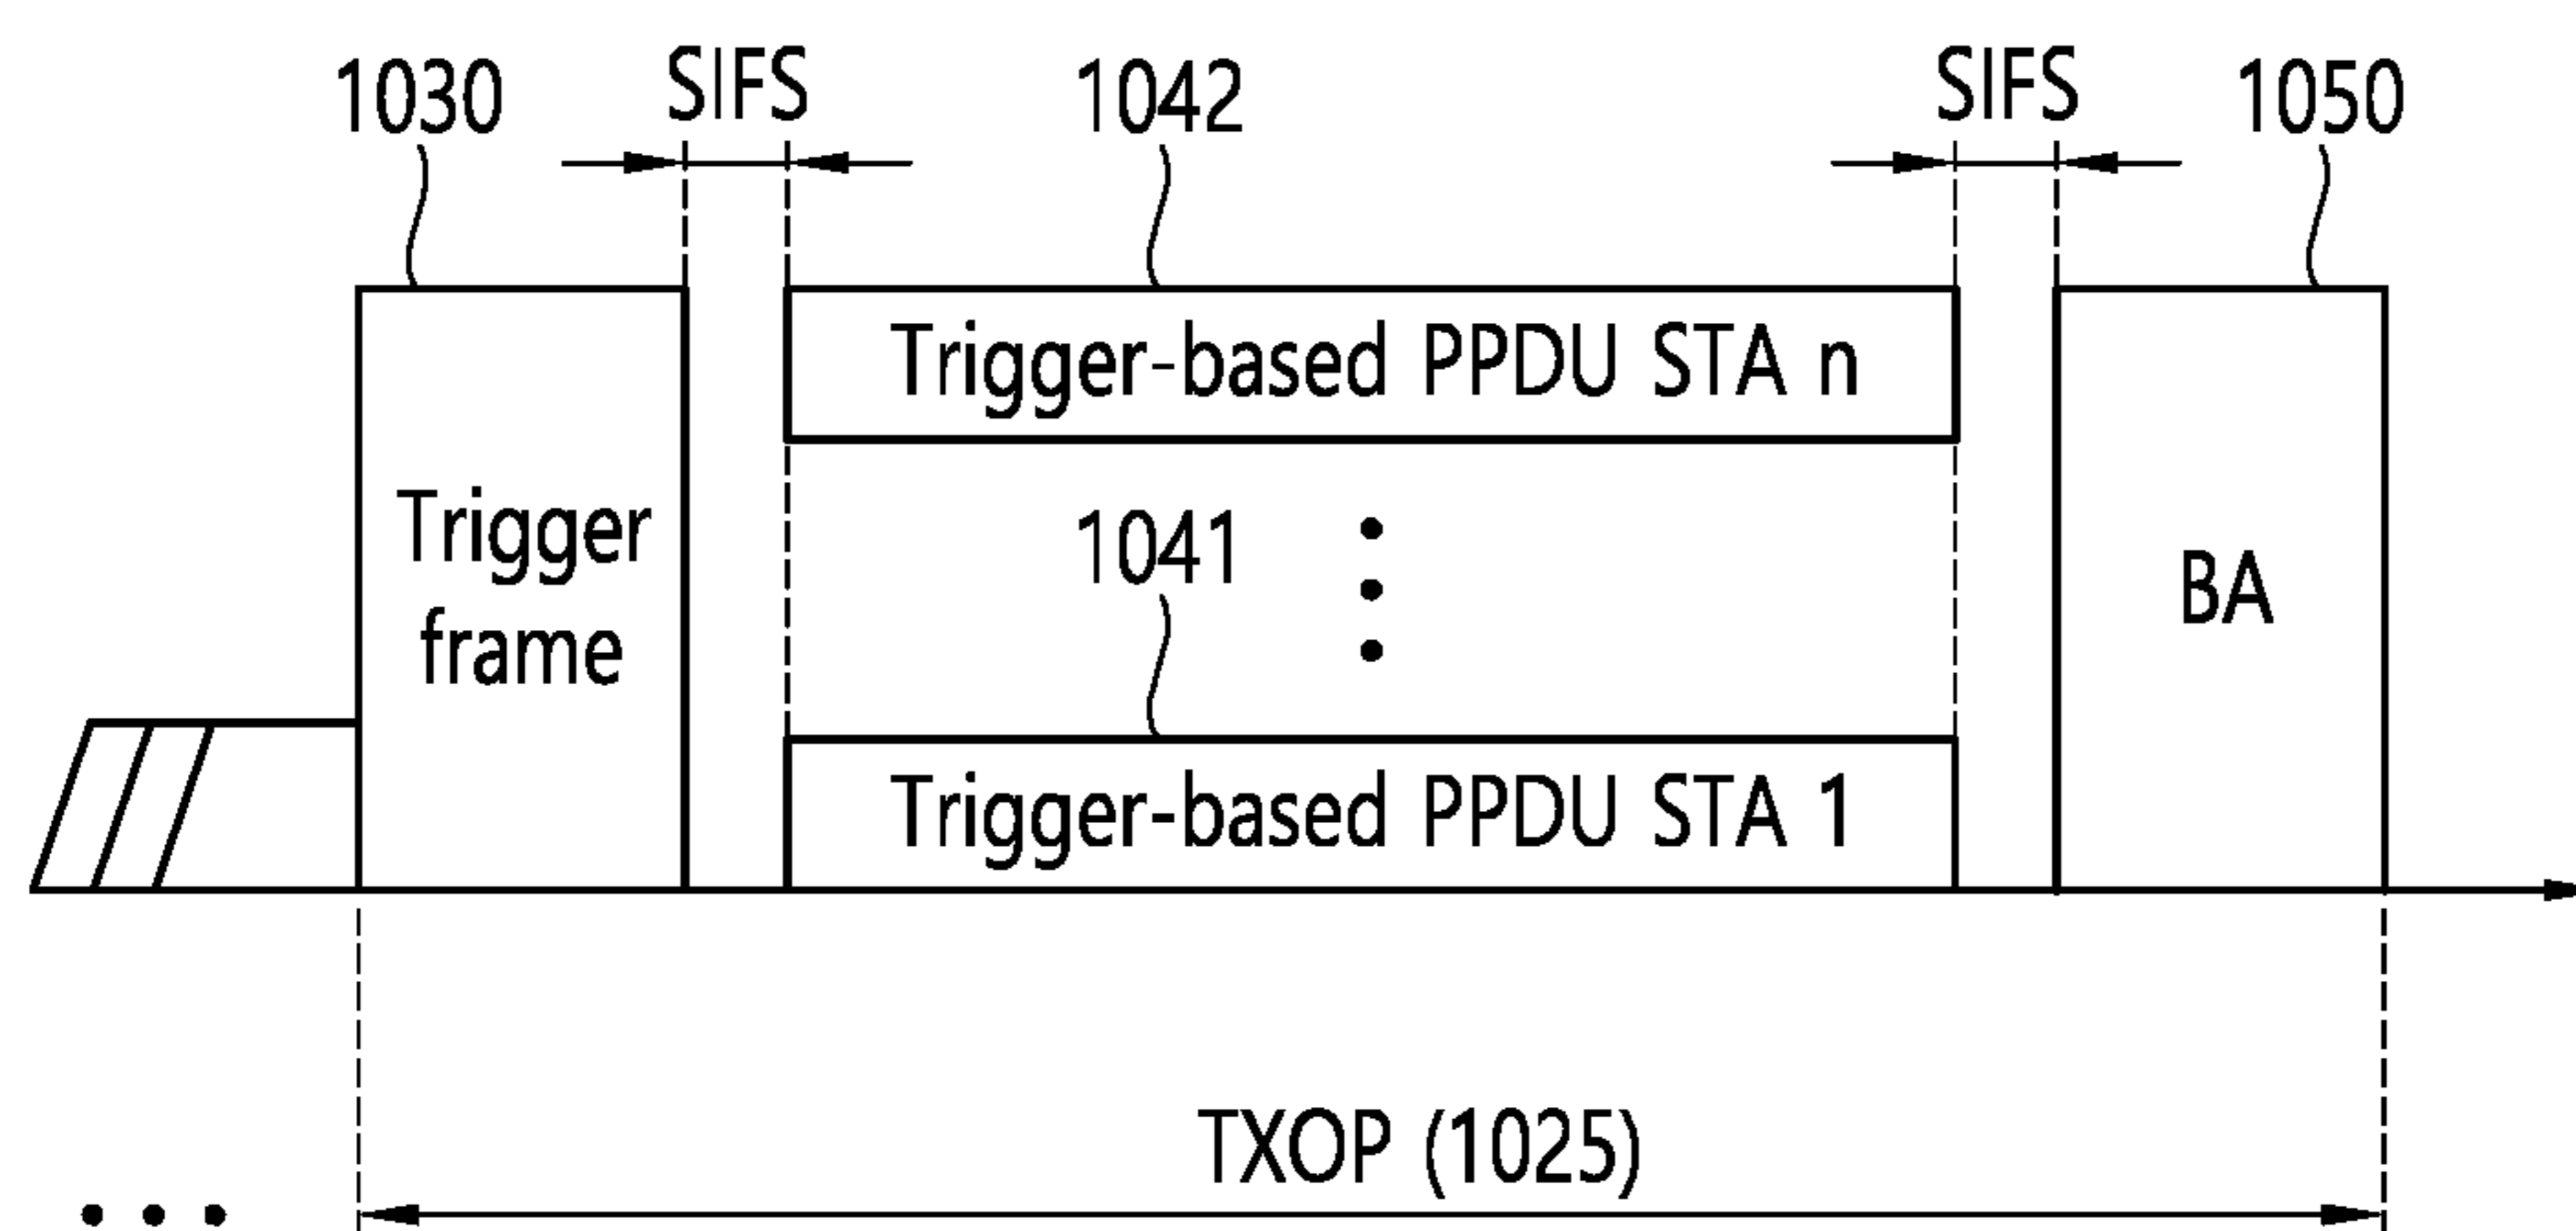 1030
SIFS
1042
SIFS
1050
Trigger-based PPDU STA n
Trigger
frame
1041
BA
Trigger-based PPDU STA 1
TXOP (1025)